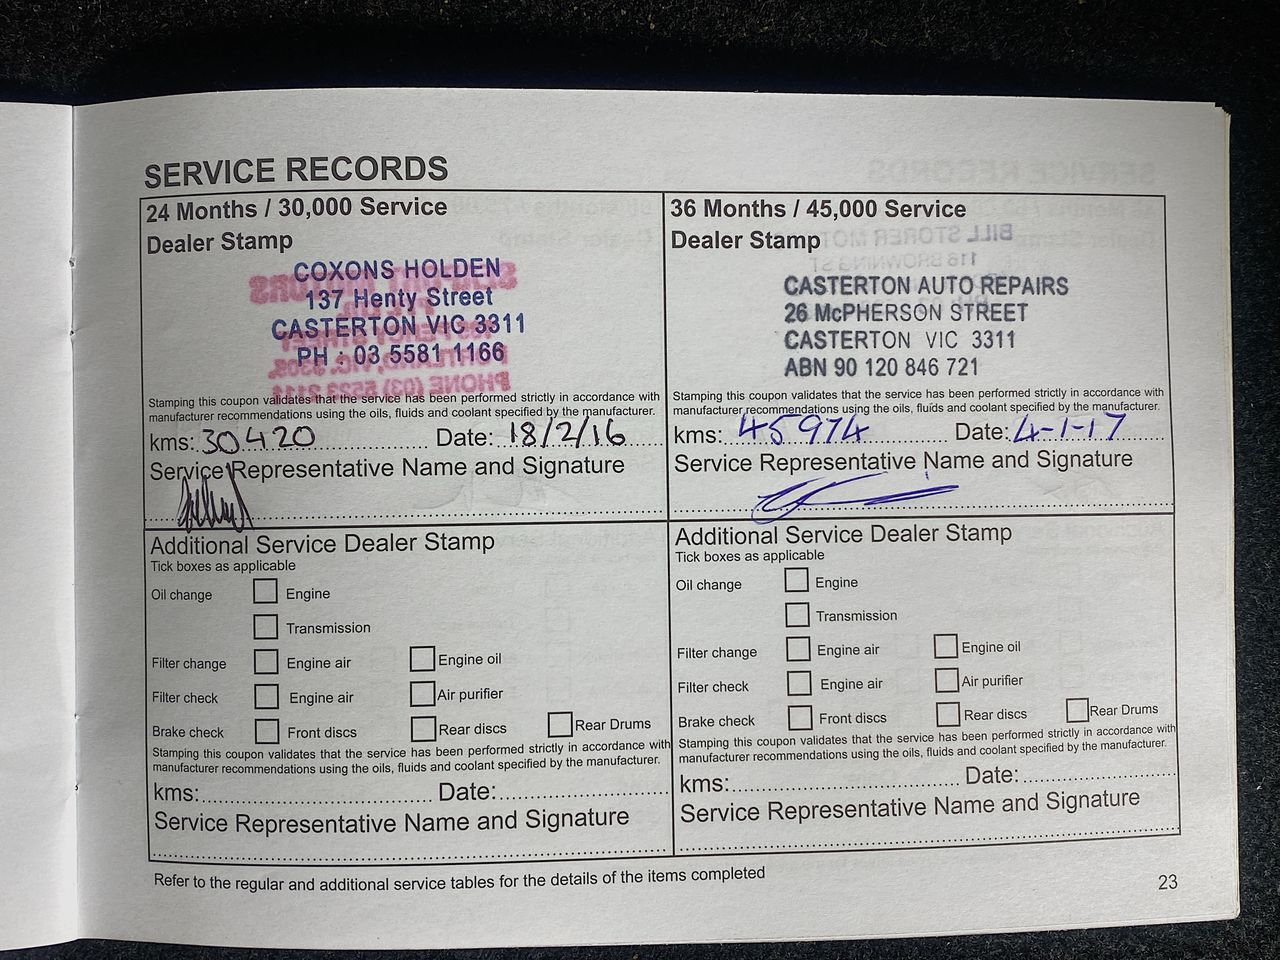 SERVICE RECORDS
24 Months / 30,000 Service
Dealer Stamp
COXONS HOLDEN
137 Henty Street
CASTERTON VIC 3311
PH : 03 5581 1166
Stamping this coupon validates that the service has been performed strictly in accordance with
manufacturer recommendations using the oils, fluids and coolant specified by the manufacturer.
kms: 30420 Date: 18/2/16
Service Representative Name and Signature
Additional Service Dealer Stamp
Tick boxes as applicable
Oil change Engine
Transmission
Filter change Engine air Engine oil
Filter check Engine air Air purifier
Brake check Front discs Rear discs Rear Drums
Stamping this coupon validates that the service has been performed strictly in accordance with
manufacturer recommendations using the oils, fluids and coolant specified by the manufacturer.
kms: Date:
Service Representative Name and Signature
36 Months / 45,000 Service
Dealer Stamp
CASTERTON AUTO REPAIRS
26 McPHERSON STREET
CASTERTON VIC 3311
ABN 90 120 846 721
Stamping this coupon validates that the service has been performed strictly in accordance with
manufacturer recommendations using the oils, fluids and coolant specified by the manufacturer.
kms: 45974 Date: 4-1-17
Service Representative Name and Signature
Additional Service Dealer Stamp
Tick boxes as applicable
Oil change Engine
Transmission
Filter change Engine air Engine oil
Filter check Engine air Air purifier
Brake check Front discs Rear discs Rear Drums
Stamping this coupon validates that the service has been performed strictly in accordance with
manufacturer recommendations using the oils, fluids and coolant specified by the manufacturer.
kms: Date:
Service Representative Name and Signature
Refer to the regular and additional service tables for the details of the items completed
23